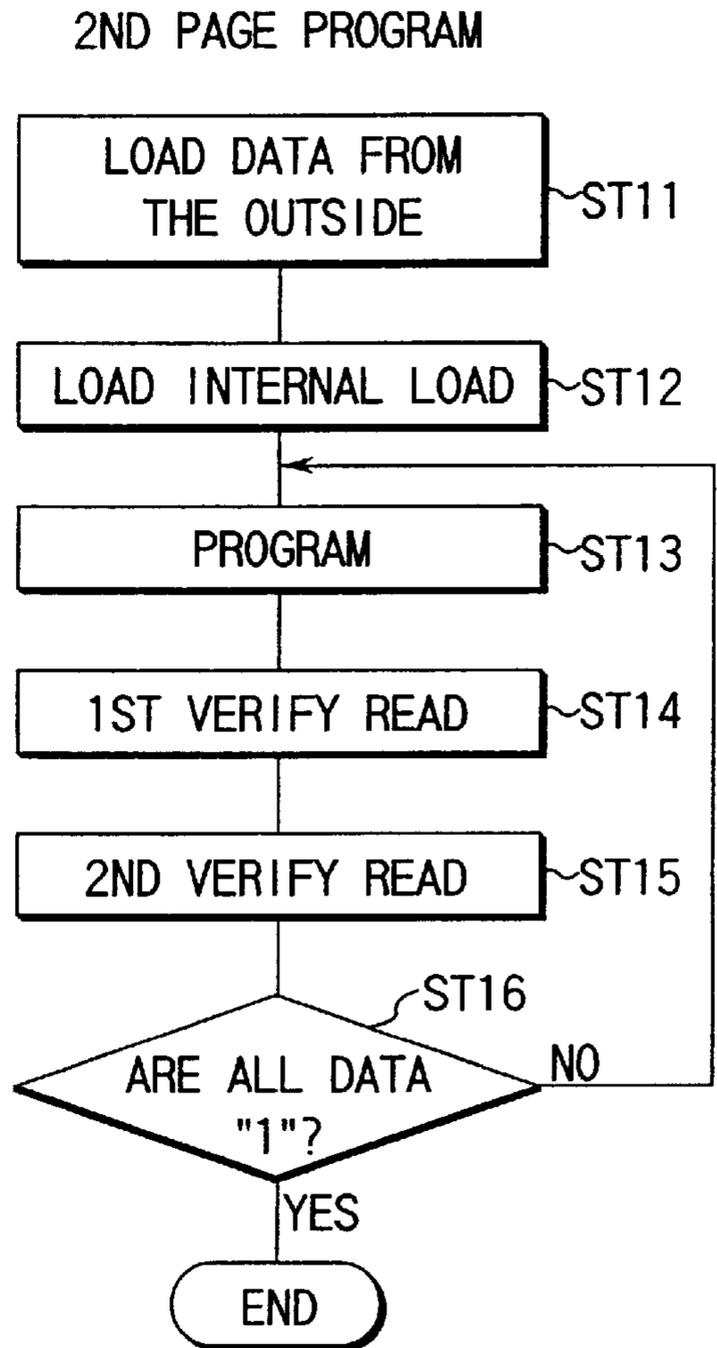 2ND PAGE PROGRAM
LOAD DATA FROM
THE OUTSIDE
ST11
LOAD INTERNAL LOAD
ST12
PROGRAM
ST13
1ST VERIFY READ
ST14
2ND VERIFY READ
ST15
ST16
ARE ALL DATA
"1"?
NO
YES
END